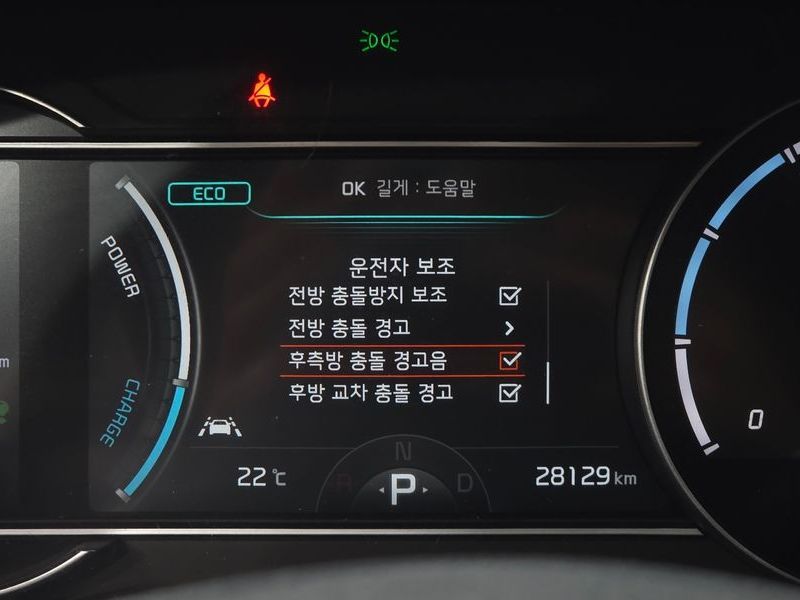 ECO
OK 길게 : 도움말
운전자 보조
전방 충돌방지 보조
전방 충돌 경고
후측방 충돌 경고음
후방 교차 충돌 경고
POWER
CHARGE
m
N
22℃
R P D
28129 km
0